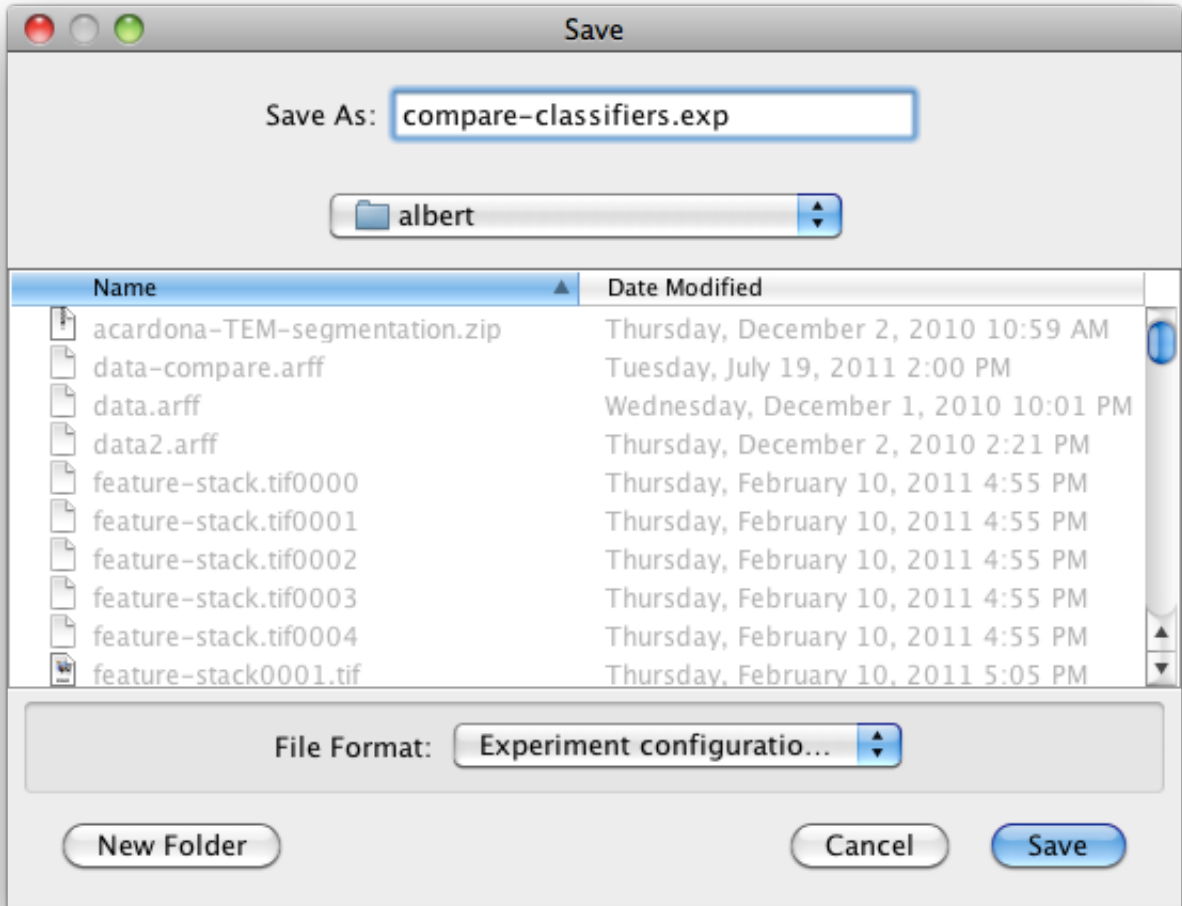 Save
Save As: compare-classifiers.exp
albert
Name Date Modified
acardona-TEM-segmentation.zip Thursday, December 2, 2010 10:59 AM
data-compare.arff Tuesday, July 19, 2011 2:00 PM
data.arff Wednesday, December 1, 2010 10:01 PM
data2.arff Thursday, December 2, 2010 2:21 PM
feature-stack.tif0000 Thursday, February 10, 2011 4:55 PM
feature-stack.tif0001 Thursday, February 10, 2011 4:55 PM
feature-stack.tif0002 Thursday, February 10, 2011 4:55 PM
feature-stack.tif0003 Thursday, February 10, 2011 4:55 PM
feature-stack.tif0004 Thursday, February 10, 2011 4:55 PM
feature-stack0001.tif Thursday, February 10, 2011 5:05 PM
File Format: Experiment configuratio...
New Folder Cancel Save